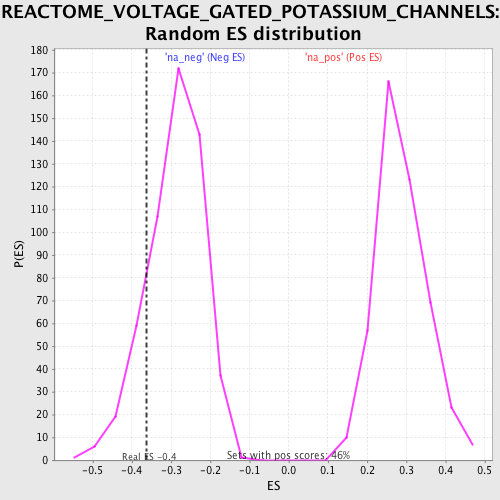 REACTOME_VOLTAGE_GATED_POTASSIUM_CHANNELS:
Random ES distribution
'na_neg' (Neg ES)
'na_pos' (Pos ES)
180
170
160
150
140
130
120
110
100
90
80
70
60
50
40
30
20
10
0
P(ES)
Real ES -0.4
Sets with pos scores: 46%
-0.5 -0.4 -0.3 -0.2 -0.1 0.0 0.1 0.2 0.3 0.4 0.5
ES